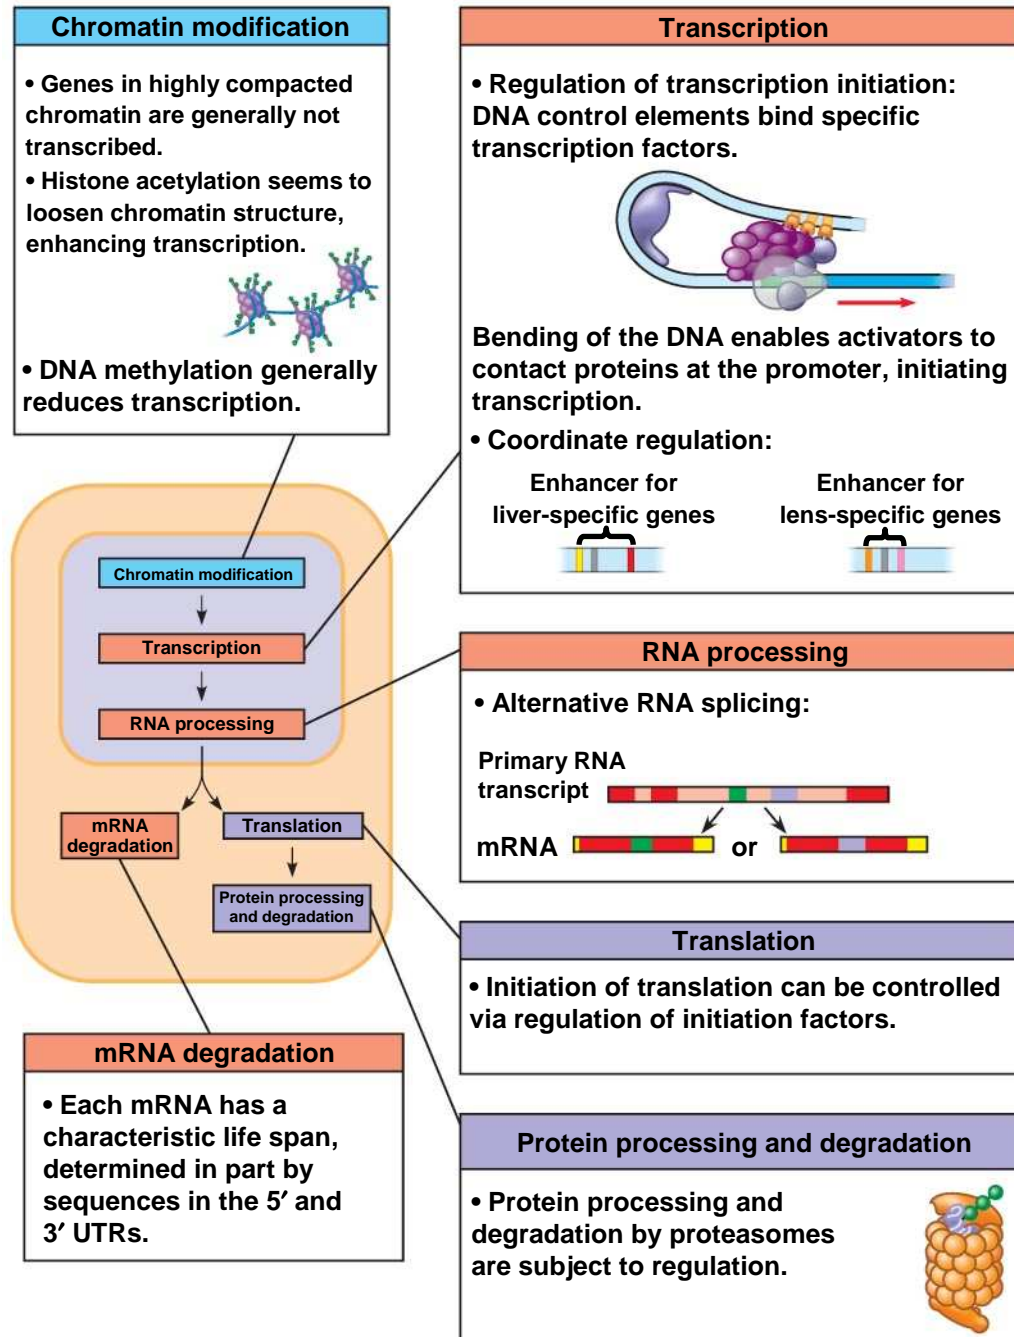 Chromatin modification
• Genes in highly compacted
chromatin are generally not
transcribed.
• Histone acetylation seems to
loosen chromatin structure,
enhancing transcription.
• DNA methylation generally
reduces transcription.
Transcription
• Regulation of transcription initiation:
DNA control elements bind specific
transcription factors.
Bending of the DNA enables activators to
contact proteins at the promoter, initiating
transcription.
• Coordinate regulation:
Enhancer for
liver-specific genes
Enhancer for
lens-specific genes
Chromatin modification
Transcription
RNA processing
mRNA
degradation
Translation
Protein processing
and degradation
RNA processing
• Alternative RNA splicing:
Primary RNA
transcript
mRNA
or
Translation
• Initiation of translation can be controlled
via regulation of initiation factors.
mRNA degradation
• Each mRNA has a
characteristic life span,
determined in part by
sequences in the 5′ and
3′ UTRs.
Protein processing and degradation
• Protein processing and
degradation by proteasomes
are subject to regulation.